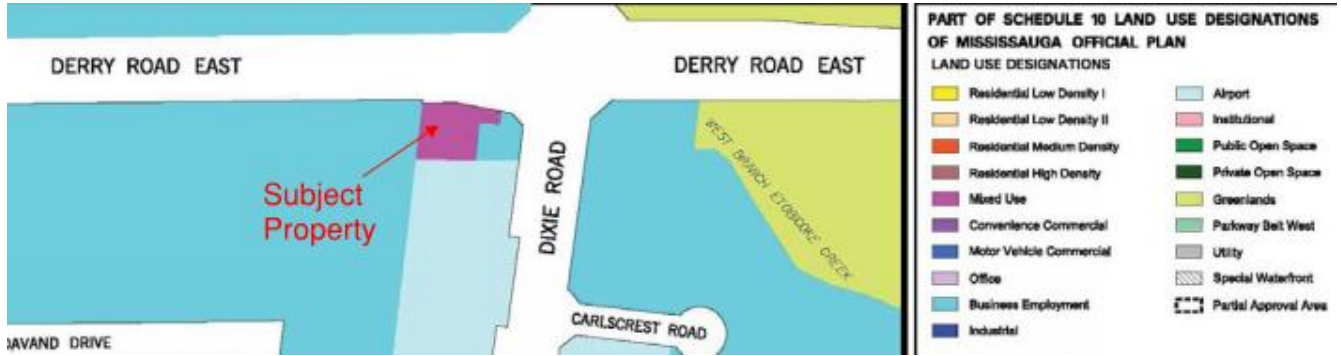 DERRY ROAD EAST
DERRY ROAD EAST
Subject
Property
DIXIE ROAD
WEST BRANCH ETOBICOKE CREEK
CARLSCREST ROAD
DAVAND DRIVE
PART OF SCHEDULE 10 LAND USE DESIGNATIONS
OF MISSISSAUGA OFFICIAL PLAN
LAND USE DESIGNATIONS
Residential Low Density I
Residential Low Density II
Residential Medium Density
Residential High Density
Mixed Use
Convenience Commercial
Motor Vehicle Commercial
Office
Business Employment
Industrial
Airport
Institutional
Public Open Space
Private Open Space
Greenlands
Parkway Belt West
Utility
Special Waterfront
Partial Approval Area